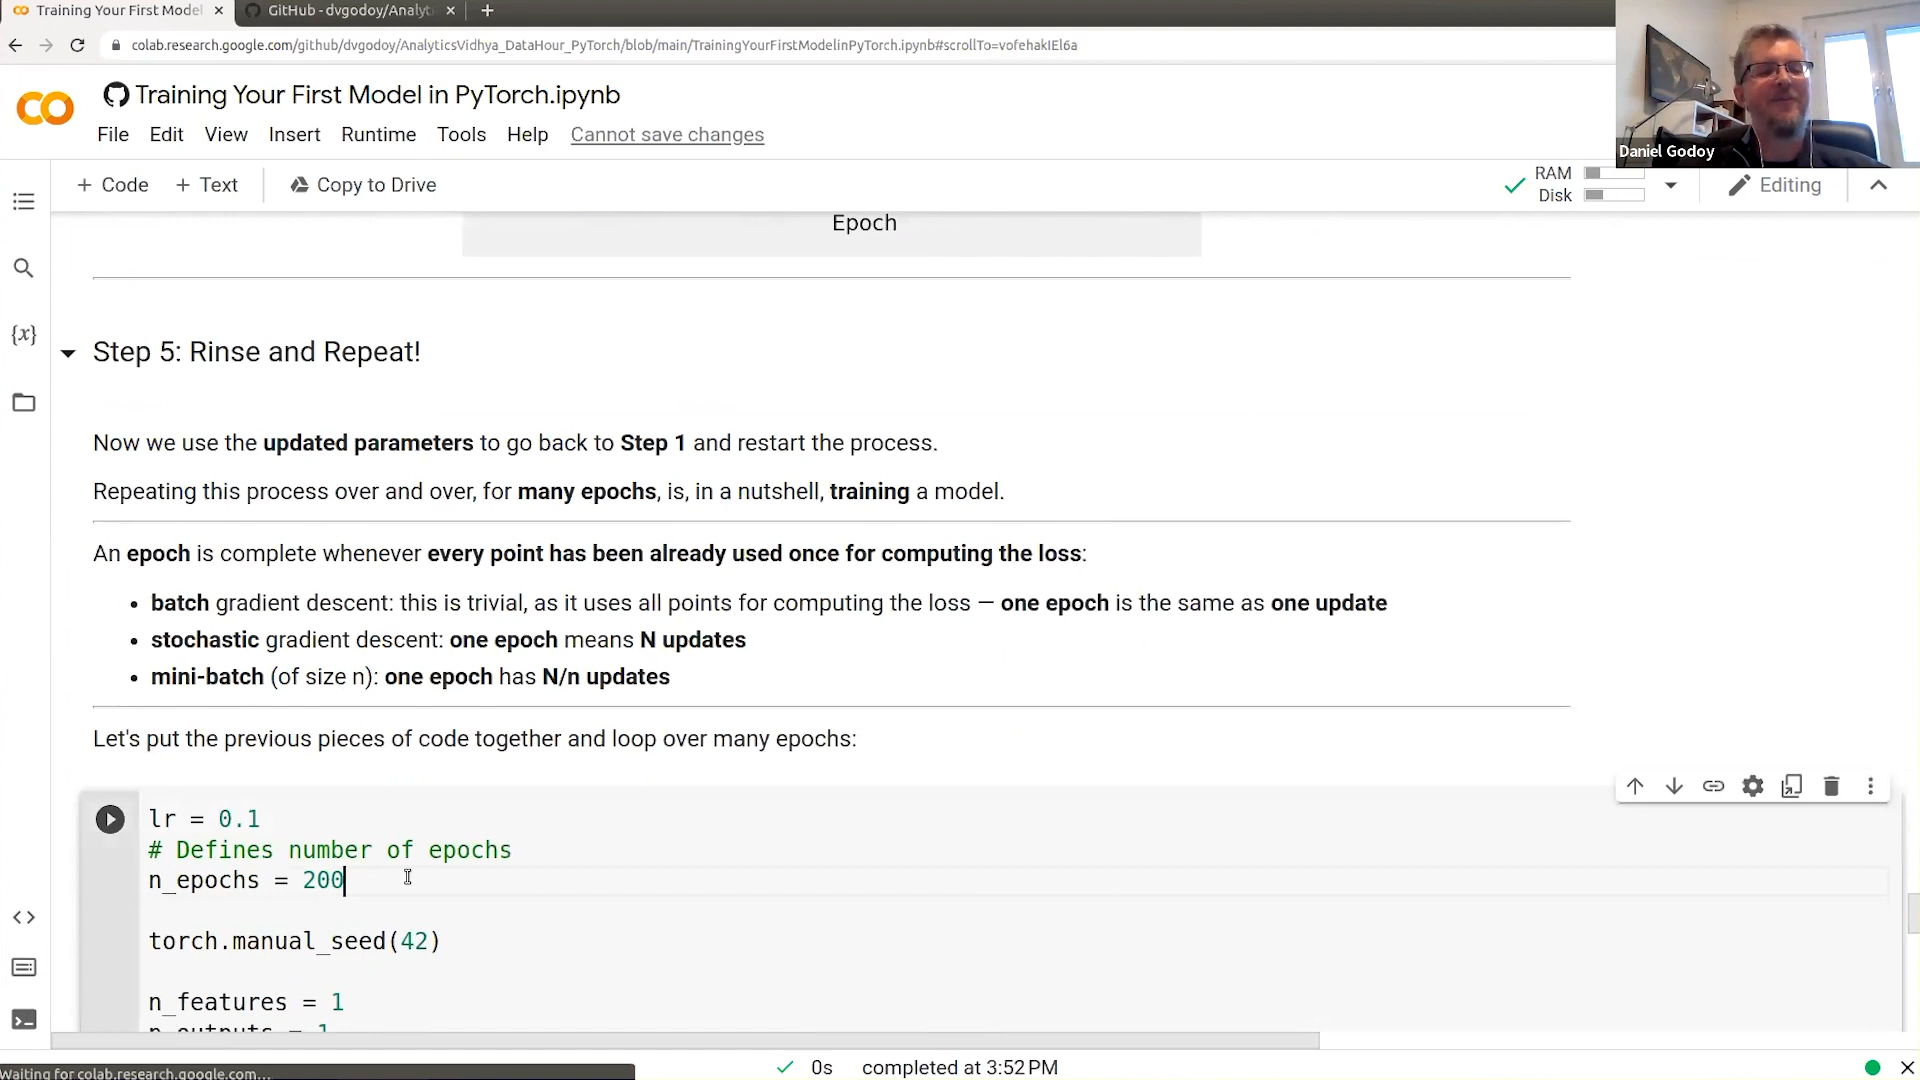 Training Your First Model
GitHub - dvgodoy/Analyt
colab.research.google.com/github/dvgodoy/AnalyticsVidhya_DataHour_PyTorch/blob/main/TrainingYourFirstModelinPyTorch.ipynb#scrollTo=vofehakIEl6a
Training Your First Model in PyTorch.ipynb
File Edit View Insert Runtime Tools Help Cannot save changes
Daniel Godoy
+ Code + Text Copy to Drive
RAM
Disk
Editing
Epoch
Step 5: Rinse and Repeat!
Now we use the updated parameters to go back to Step 1 and restart the process.
Repeating this process over and over, for many epochs, is, in a nutshell, training a model.
An epoch is complete whenever every point has been already used once for computing the loss:
• batch gradient descent: this is trivial, as it uses all points for computing the loss — one epoch is the same as one update
• stochastic gradient descent: one epoch means N updates
• mini-batch (of size n): one epoch has N/n updates
Let's put the previous pieces of code together and loop over many epochs:
lr = 0.1
# Defines number of epochs
n_epochs = 200
torch.manual_seed(42)
n_features = 1
n_outputs = 1
0s completed at 3:52 PM
Waiting for colab.research.google.com...